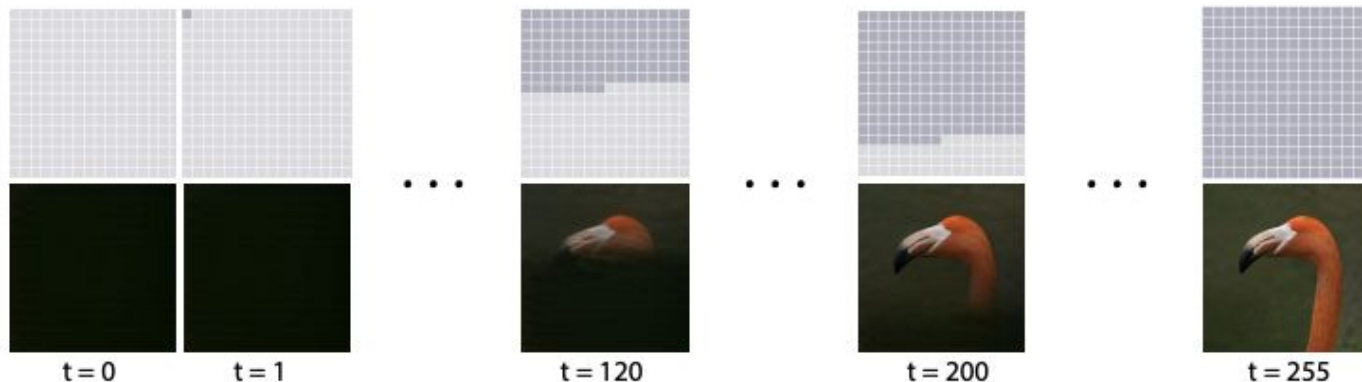 t = 0
t = 1
t = 120
t = 200
t = 255